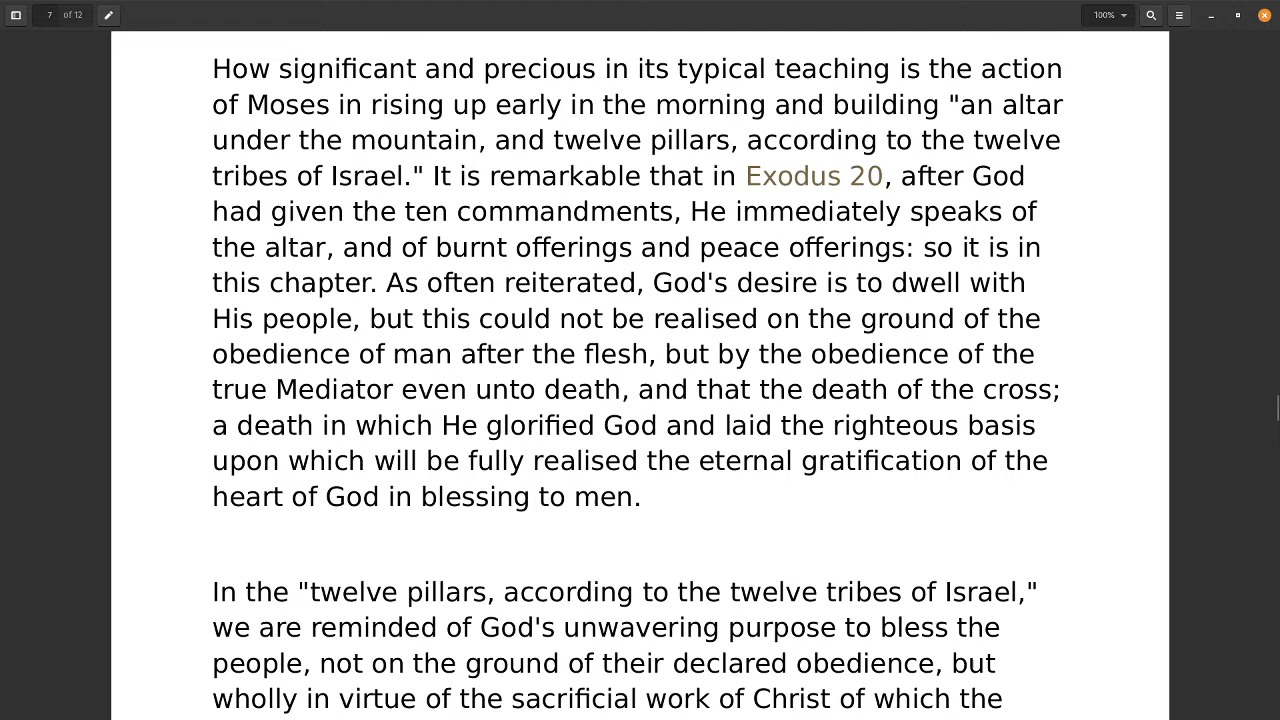 7 of 12
100%
How significant and precious in its typical teaching is the action
of Moses in rising up early in the morning and building "an altar
under the mountain, and twelve pillars, according to the twelve
tribes of Israel." It is remarkable that in Exodus 20, after God
had given the ten commandments, He immediately speaks of
the altar, and of burnt offerings and peace offerings: so it is in
this chapter. As often reiterated, God's desire is to dwell with
His people, but this could not be realised on the ground of the
obedience of man after the flesh, but by the obedience of the
true Mediator even unto death, and that the death of the cross;
a death in which He glorified God and laid the righteous basis
upon which will be fully realised the eternal gratification of the
heart of God in blessing to men.
In the "twelve pillars, according to the twelve tribes of Israel,"
we are reminded of God's unwavering purpose to bless the
people, not on the ground of their declared obedience, but
wholly in virtue of the sacrificial work of Christ of which the